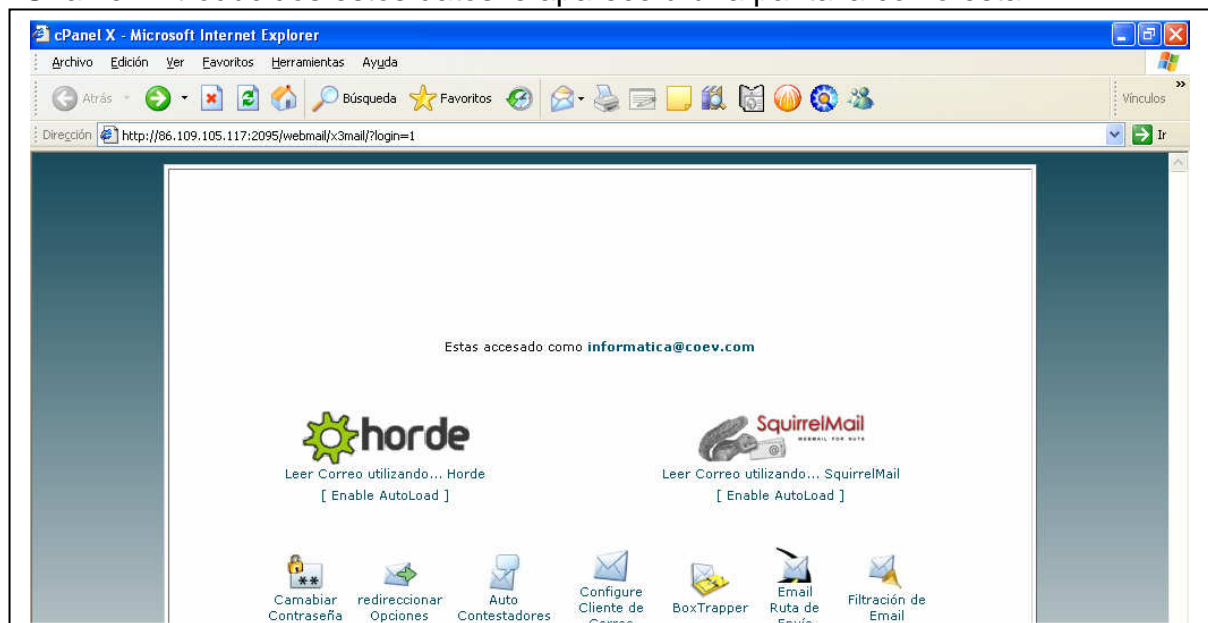 cPanel X - Microsoft Internet Explorer
Archivo Edición Ver Favoritos Herramientas Ayuda
Atrás Búsqueda Favoritos Vínculos »
Dirección http://86.109.105.117:2095/webmail/x3mail/?login=1 Ir
Estas accesado como informatica@coev.com
horde SquirrelMail
WEBMAIL FOR NUTS
Leer Correo utilizando... Horde Leer Correo utilizando... SquirrelMail
[ Enable AutoLoad ] [ Enable AutoLoad ]
Camabiar Contraseña
redireccionar Opciones
Auto Contestadores
Configure Cliente de
BoxTrapper
Email Ruta de
Filtración de Email